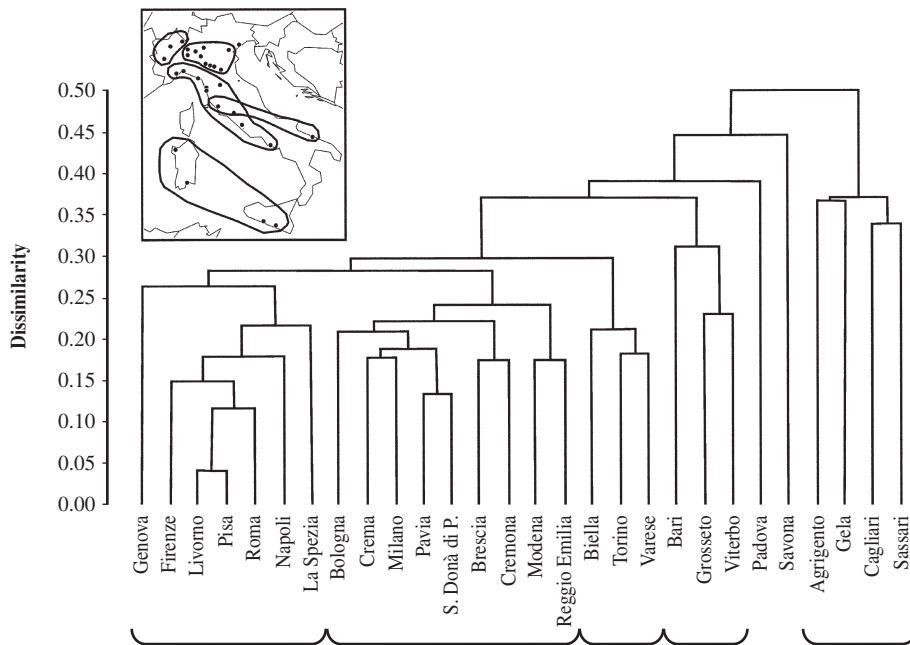 0.50
0.45
0.40
0.35
0.30
0.25
0.20
0.15
0.10
0.05
0.00
Dissimilarity
Genova
Firenze
Livorno
Pisa
Roma
Napoli
La Spezia
Bologna
Crema
Milano
Pavia
S. Donà di P.
Brescia
Cremona
Modena
Reggio Emilia
Biella
Torino
Varese
Bari
Grosseto
Viterbo
Padova
Savona
Agrigento
Gela
Cagliari
Sassari